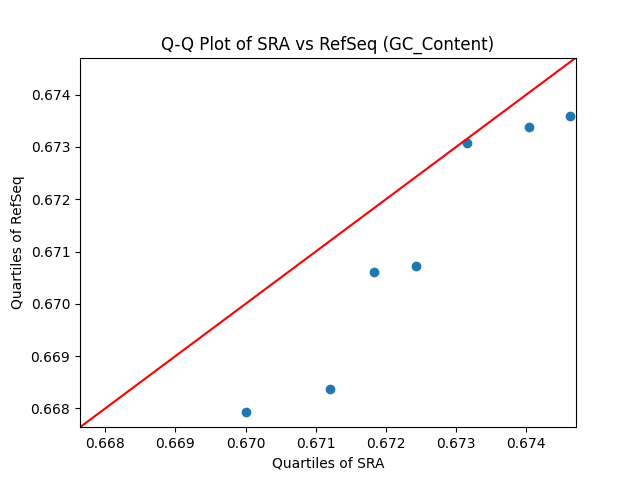 Q-Q Plot of SRA vs RefSeq (GC_Content)
0.674
0.673
0.672
0.671
0.670
0.669
0.668
Quartiles of RefSeq
0.668 0.669 0.670 0.671 0.672 0.673 0.674
Quartiles of SRA